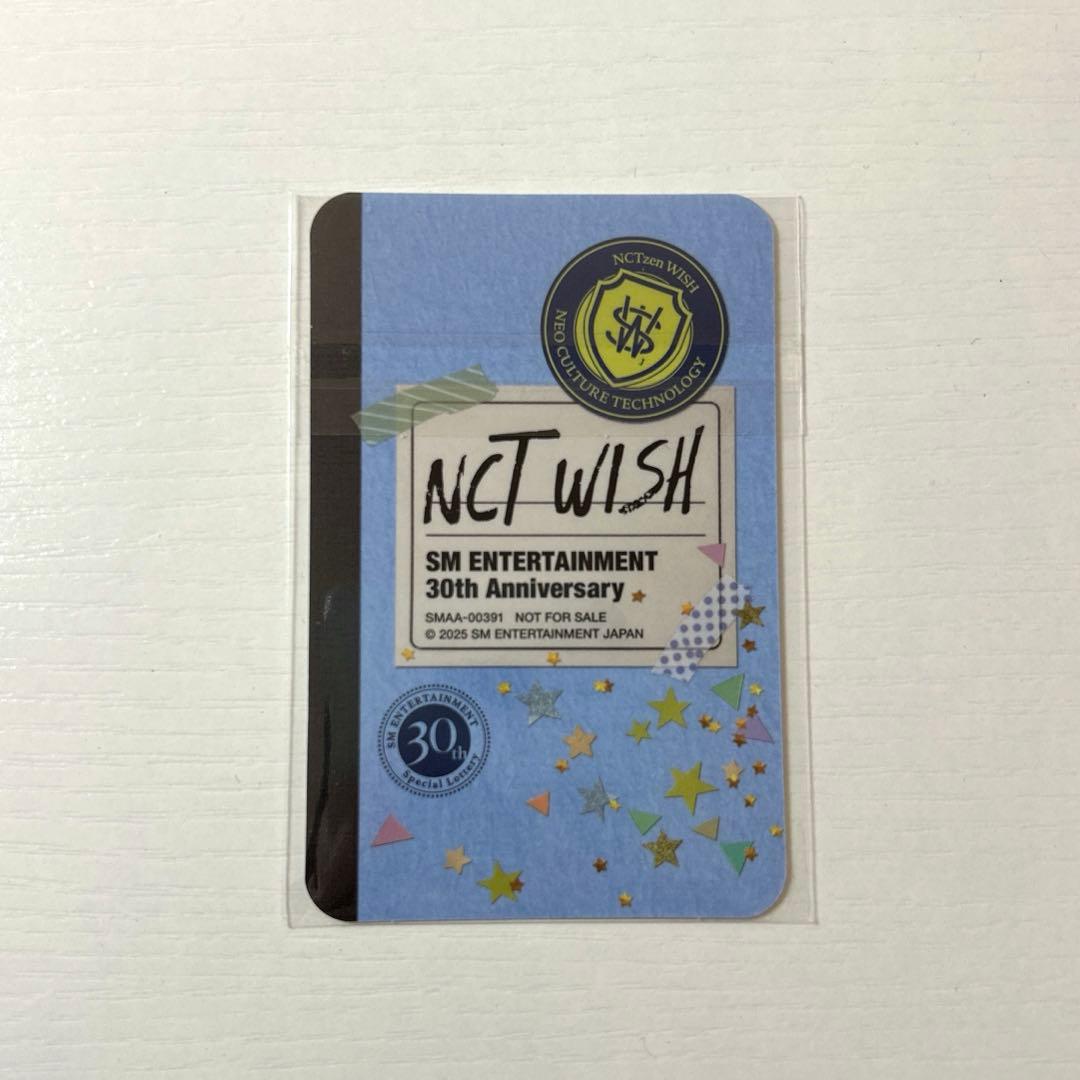 NCTzen WISH
NEO CULTURE TECHNOLOGY
NCT WISH
SM ENTERTAINMENT
30th Anniversary
SMAA-00391 NOT FOR SALE
© 2025 SM ENTERTAINMENT JAPAN
SM ENTERTAINMENT
30th
Special Lottery